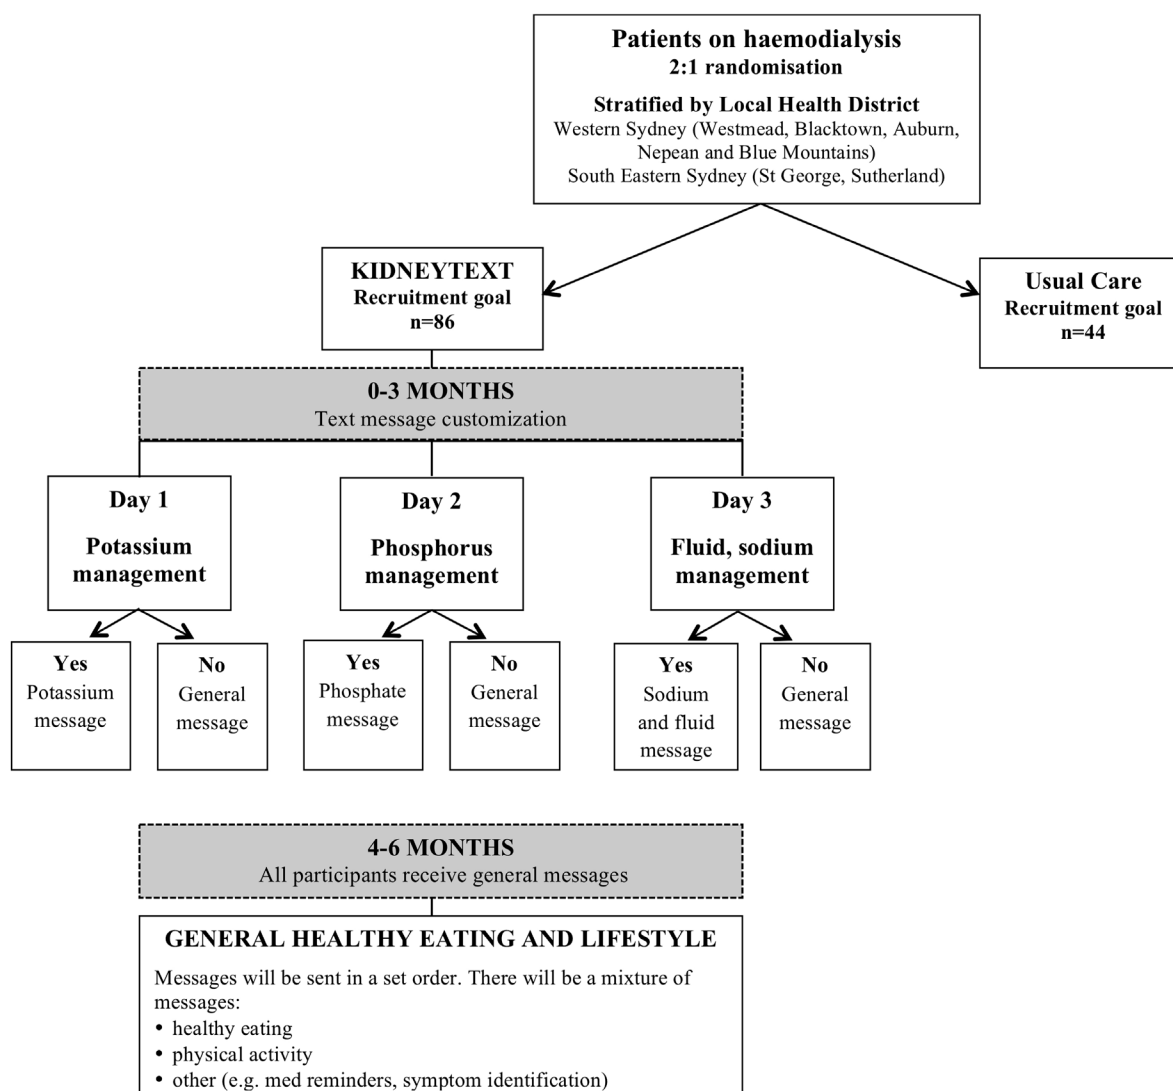 Patients on haemodialysis
2:1 randomisation
Stratified by Local Health District
Western Sydney (Westmead, Blacktown, Auburn,
Nepean and Blue Mountains)
South Eastern Sydney (St George, Sutherland)
KIDNEYTEXT
Recruitment goal
n=86
Usual Care
Recruitment goal
n=44
0-3 MONTHS
Text message customization
Day 1
Potassium
management
Day 2
Phosphorus
management
Day 3
Fluid, sodium
management
Yes
Potassium
message
No
General
message
Yes
Phosphate
message
No
General
message
Yes
Sodium
and fluid
message
No
General
message
4-6 MONTHS
All participants receive general messages
GENERAL HEALTHY EATING AND LIFESTYLE
Messages will be sent in a set order. There will be a mixture of
messages:
• healthy eating
• physical activity
• other (e.g. med reminders, symptom identification)